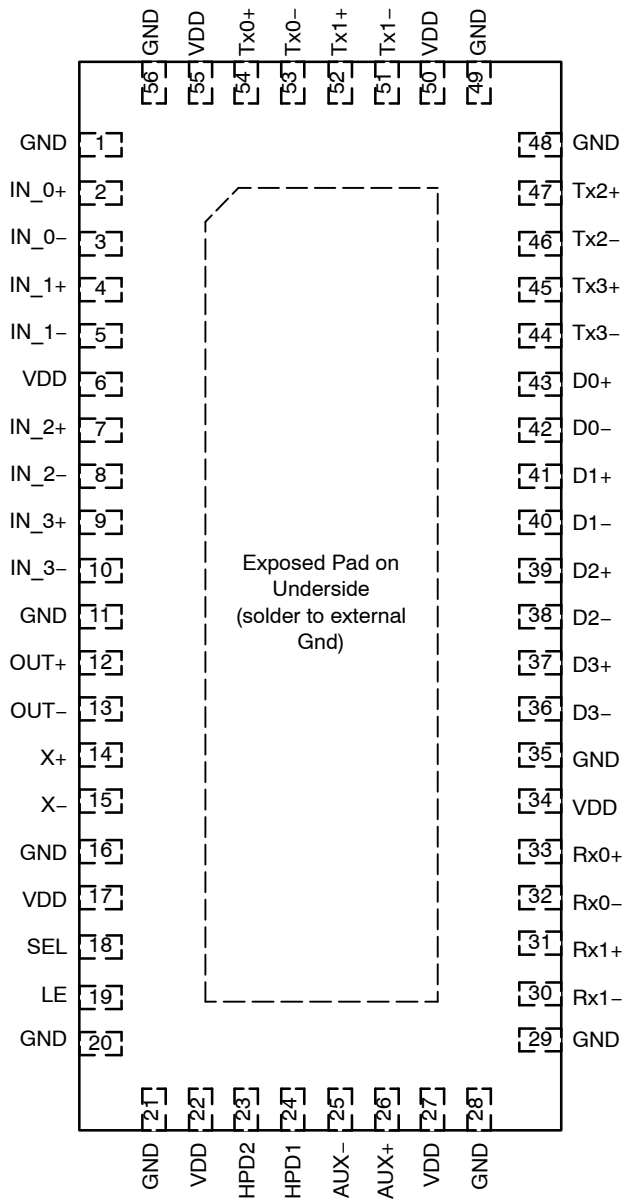 GND VDD Tx0+ Tx0− Tx1+ Tx1− VDD GND
56 55 54 53 52 51 50 49
GND 1 48 GND
IN_0+ 2 47 Tx2+
IN_0− 3 46 Tx2−
IN_1+ 4 45 Tx3+
IN_1− 5 44 Tx3−
VDD 6 43 D0+
IN_2+ 7 42 D0−
IN_2− 8 41 D1+
IN_3+ 9 40 D1−
IN_3− 10 39 D2+
GND 11 38 D2−
OUT+ 12 37 D3+
OUT− 13 36 D3−
X+ 14 35 GND
X− 15 34 VDD
GND 16 33 Rx0+
VDD 17 32 Rx0−
SEL 18 31 Rx1+
LE 19 30 Rx1−
GND 20 29 GND
Exposed Pad on
Underside
(solder to external
Gnd)
21 22 23 24 25 26 27 28
GND VDD HPD2 HPD1 AUX− AUX+ VDD GND